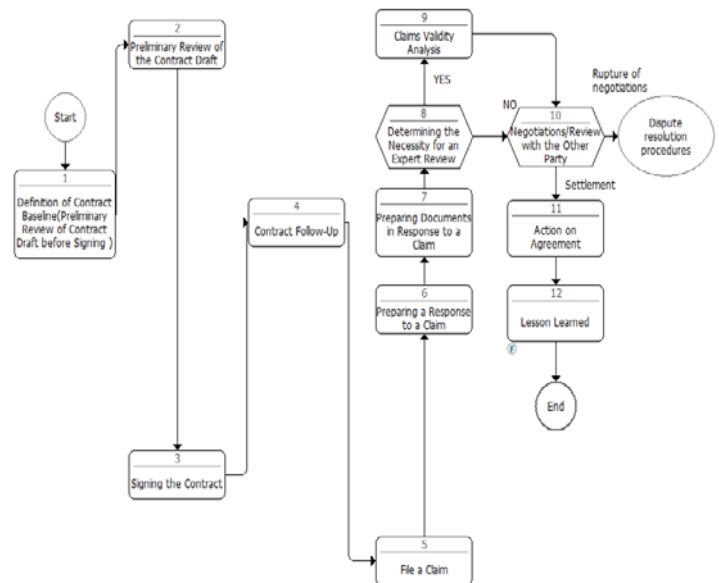 Start
1
Definition of Contract
Baseline(Preliminary
Review of Contract
Draft before Signing )
2
Preliminary Review of
the Contract Draft
3
Signing the Contract
4
Contract Follow-Up
5
File a Claim
6
Preparing a Response
to a Claim
7
Preparing Documents
in Response to a
Claim
8
Determining the
Necessity for an
Expert Review
YES
9
Claims Validity
Analysis
NO
10
Negotiations/Review
with the Other
Party
Rupture of
negotiations
Dispute
resolution
procedures
Settlement
11
Action on
Agreement
12
Lesson Learned
F
End